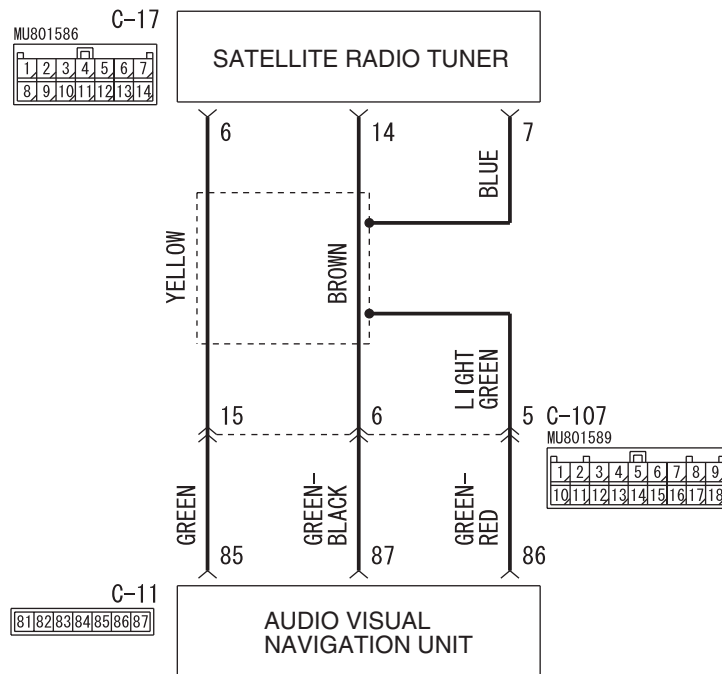 C-17
MU801586
1 2 3 4 5 6 7
8 9 10 11 12 13 14
SATELLITE RADIO TUNER
6 14 7
BLUE
YELLOW
BROWN
LIGHT
GREEN
15 6 5 C-107
MU801589
1 2 3 4 5 6 7 8 9
10 11 12 13 14 15 16 17 18
GREEN
GREEN-
BLACK
GREEN-
RED
85 87 86
C-11
81 82 83 84 85 86 87
AUDIO VISUAL
NAVIGATION UNIT